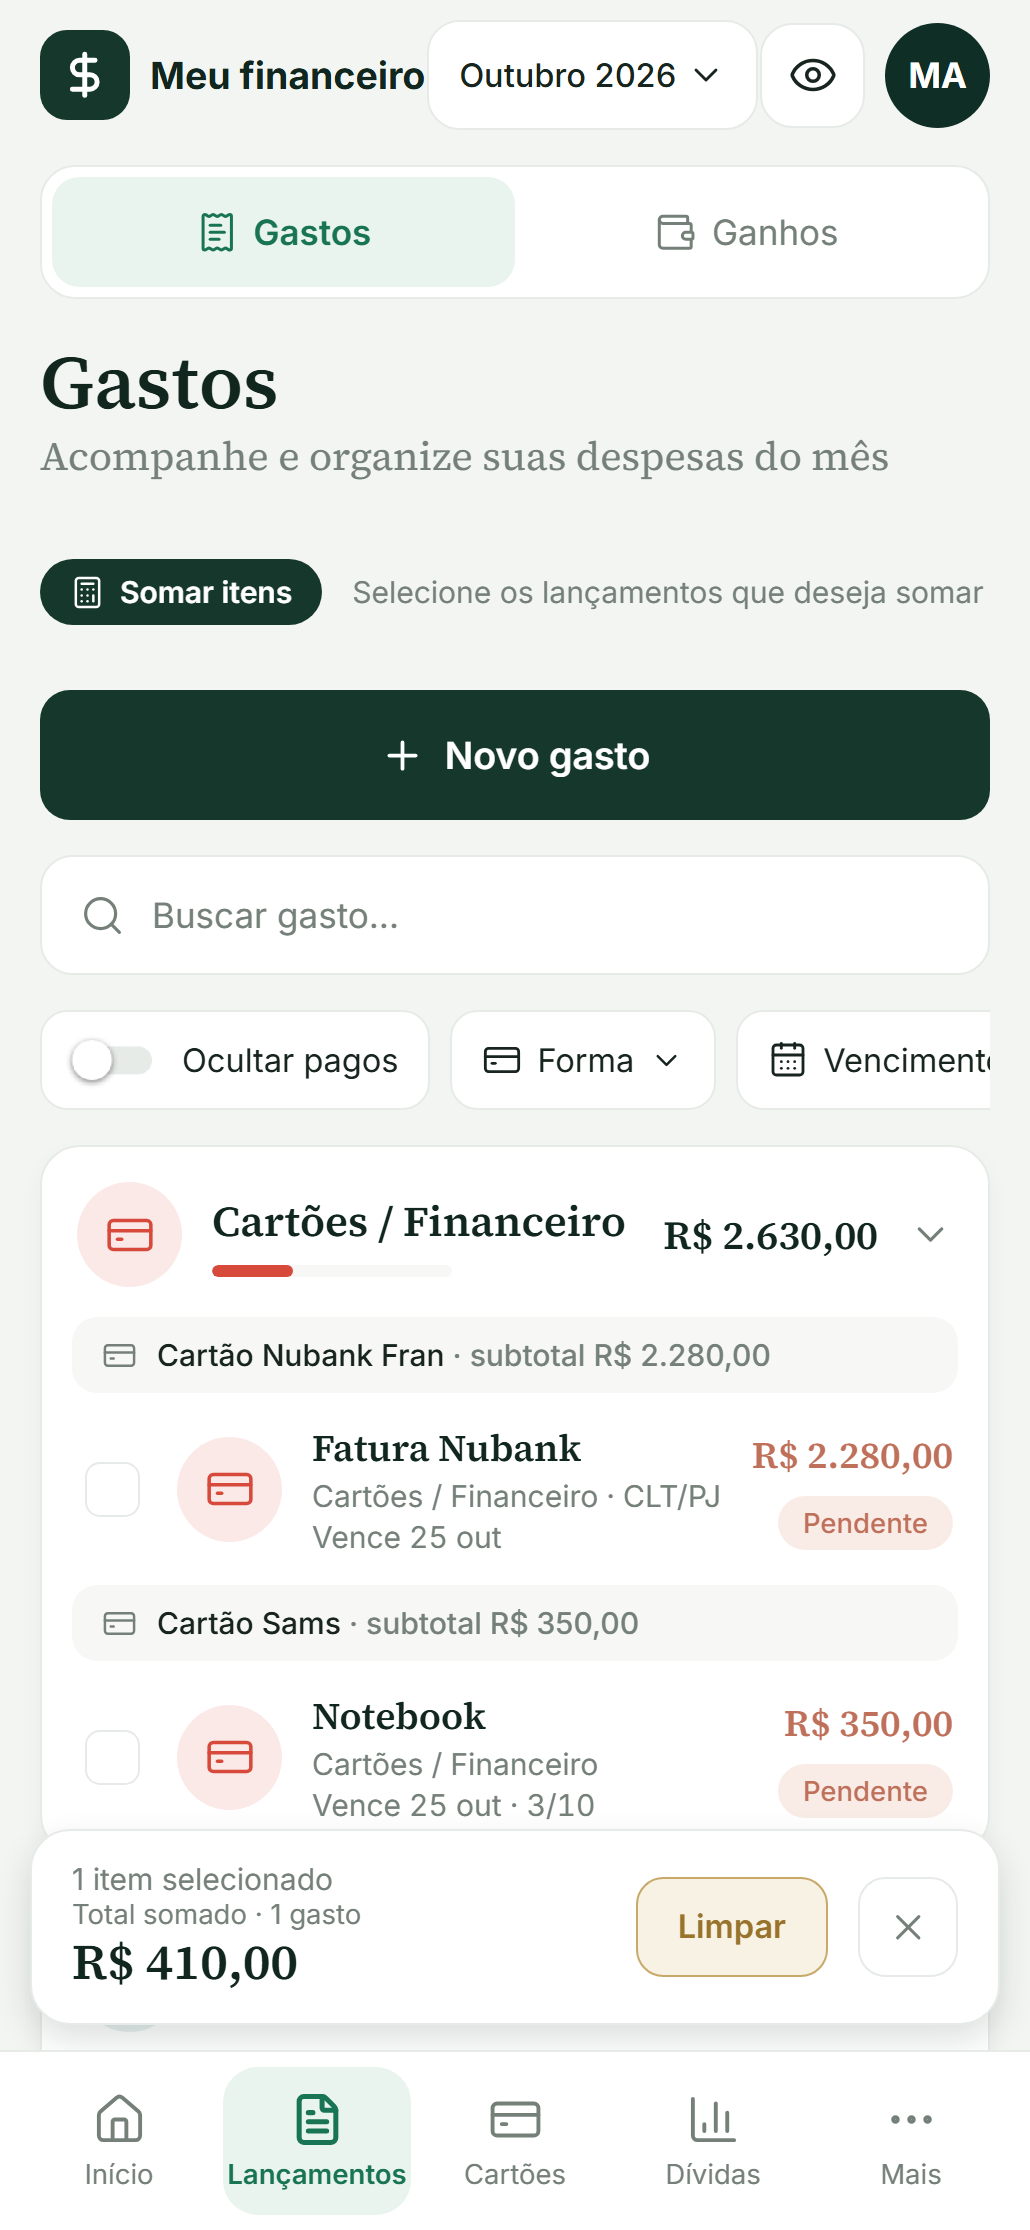 Meu financeiro
Outubro 2026
MA
Gastos
Ganhos
Gastos
Acompanhe e organize suas despesas do mês
Somar itens
Selecione os lançamentos que deseja somar
Novo gasto
Buscar gasto...
Ocultar pagos
Forma
Vencimento
Cartões / Financeiro
R$ 2.630,00
Cartão Nubank Fran · subtotal R$ 2.280,00
Fatura Nubank
R$ 2.280,00
Cartões / Financeiro · CLT/PJ
Vence 25 out
Pendente
Cartão Sams · subtotal R$ 350,00
Notebook
R$ 350,00
Cartões / Financeiro
Vence 25 out · 3/10
Pendente
1 item selecionado
Total somado · 1 gasto
R$ 410,00
Limpar
Início
Lançamentos
Cartões
Dívidas
Mais